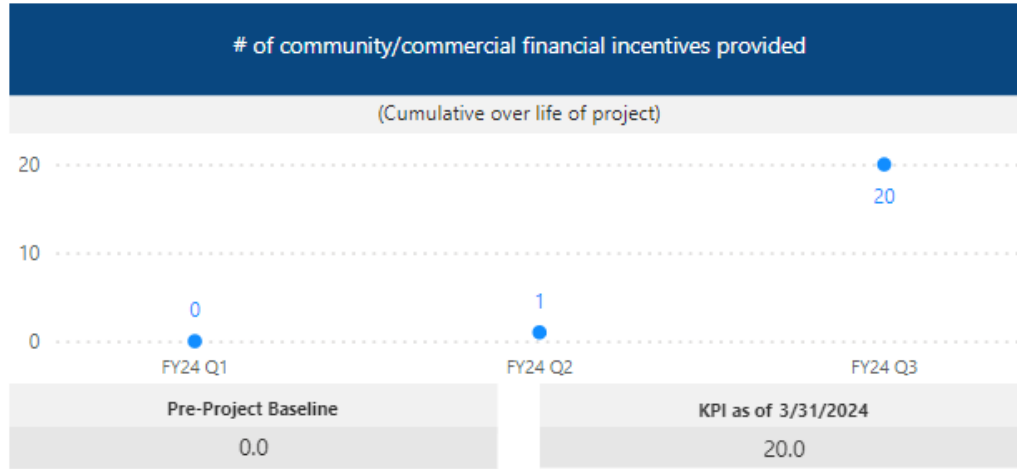 # of community/commercial financial incentives provided
(Cumulative over life of project)
20
20
10
0
1
0
FY24 Q1 FY24 Q2 FY24 Q3
Pre-Project Baseline KPI as of 3/31/2024
0.0 20.0